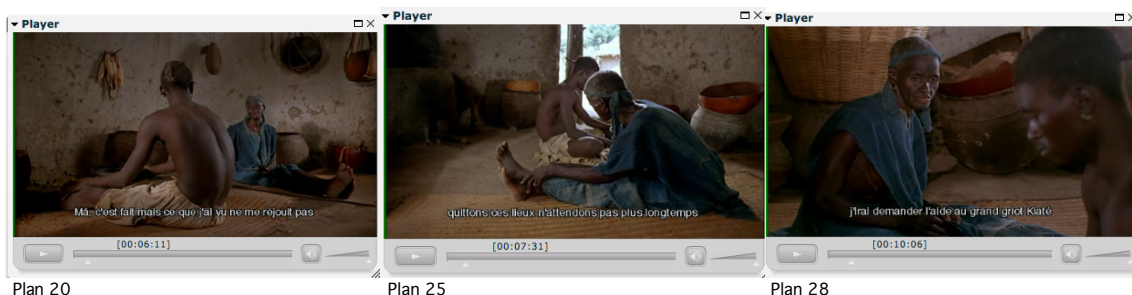 Player
Player
Player
Mâ, c'est fait mais ce que j'ai vu ne me réjouit pas
quittons ces lieux n'attendons pas plus longtemps
j'irai demander l'aide au grand griot Kiaté
[00:06:11]
[00:07:31]
[00:10:06]
Plan 20
Plan 25
Plan 28